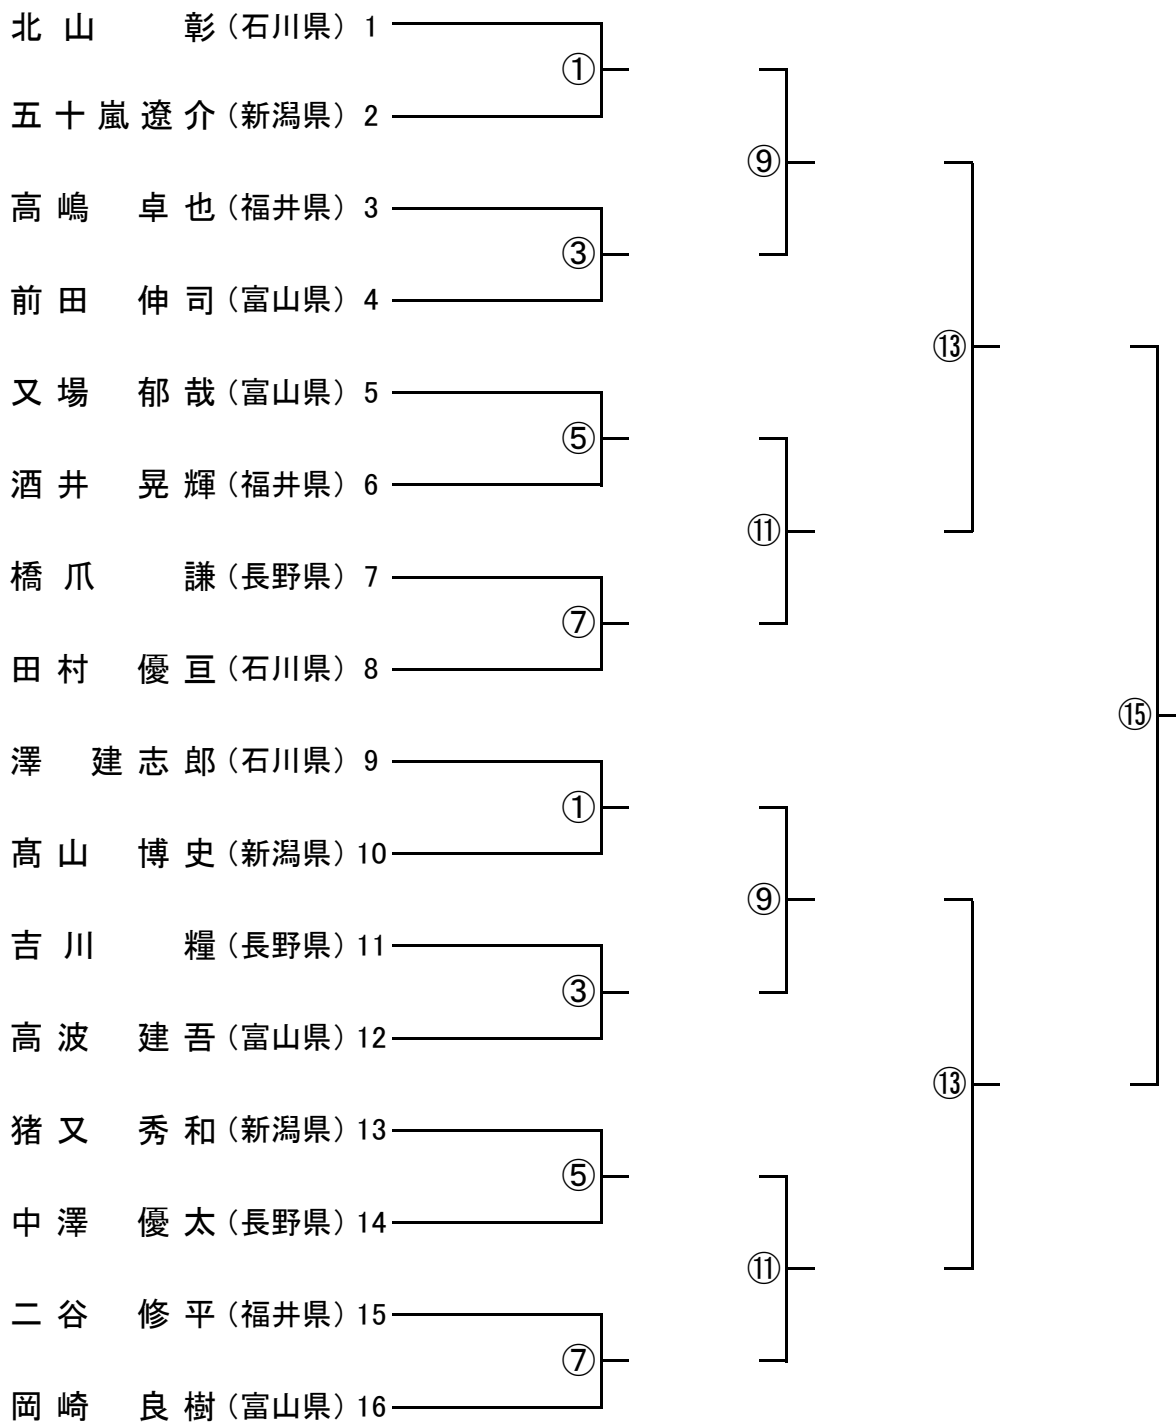 北山 彰（石川県）1
①
五十嵐遼介（新潟県）2
⑨
高嶋 卓也（福井県）3
③
前田 伸司（富山県）4
⑬
又場 郁哉（富山県）5
⑤
酒井 晃輝（福井県）6
⑪
橋爪 謙（長野県）7
⑦
田村 優亘（石川県）8
⑮
澤 建志郎（石川県）9
①
髙山 博史（新潟県）10
⑨
吉川 糧（長野県）11
③
高波 建吾（富山県）12
⑬
猪又 秀和（新潟県）13
⑤
中澤 優太（長野県）14
⑪
二谷 修平（福井県）15
⑦
岡崎 良樹（富山県）16